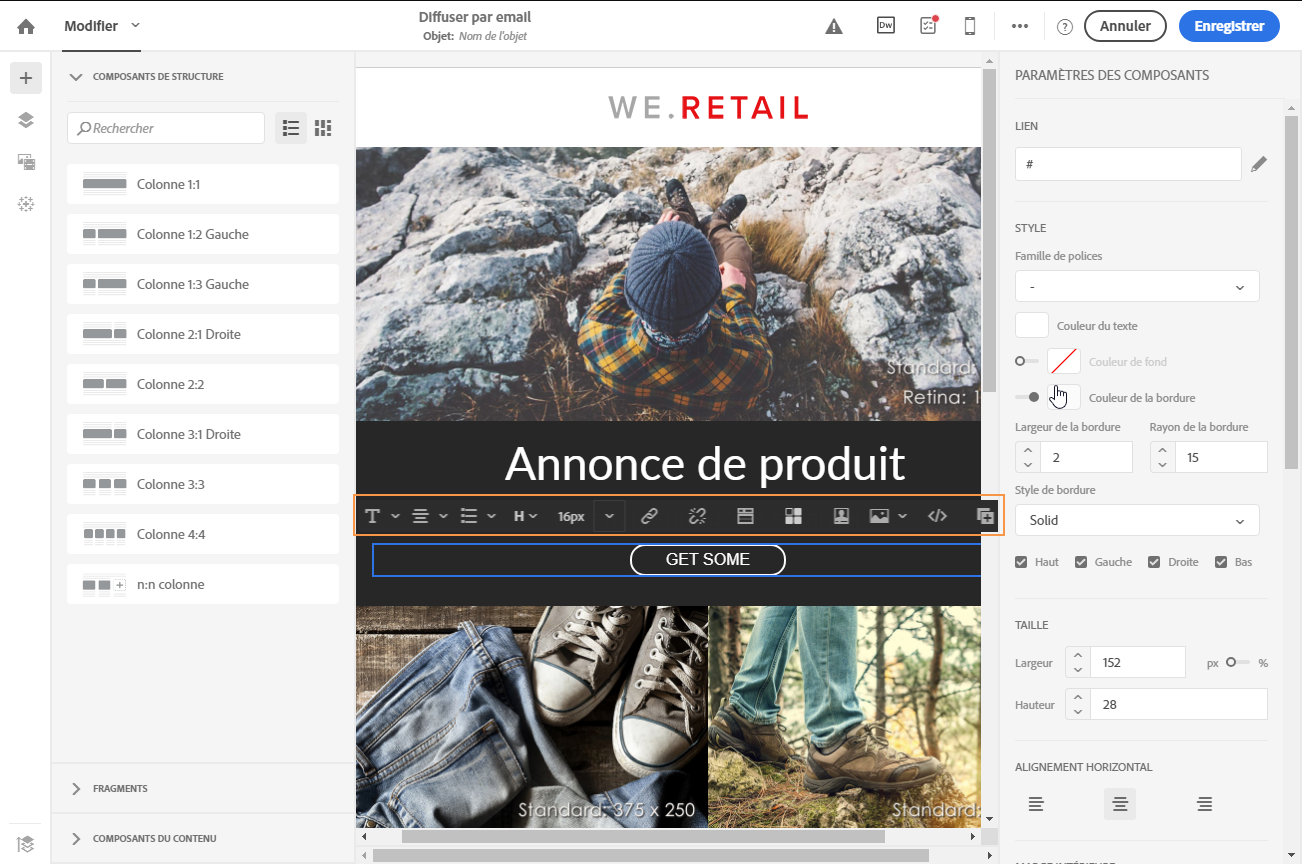 Modifier
Diffuser par email
Objet: Nom de l'objet
Dw
?
Annuler
Enregistrer
COMPOSANTS DE STRUCTURE
Rechercher
Colonne 1:1
Colonne 1:2 Gauche
Colonne 1:3 Gauche
Colonne 2:1 Droite
Colonne 2:2
Colonne 3:1 Droite
Colonne 3:3
Colonne 4:4
n:n colonne
FRAGMENTS
COMPOSANTS DU CONTENU
WE.RETAIL
Standard:
Retina: 1
Annonce de produit
T
H
16px
GET SOME
Standard: 375 x 250
Standard:
PARAMÈTRES DES COMPOSANTS
LIEN
#
STYLE
Famille de polices
-
Couleur du texte
Couleur de fond
Couleur de la bordure
Largeur de la bordure Rayon de la bordure
2 15
Style de bordure
Solid
Haut Gauche Droite Bas
TAILLE
Largeur 152 px %
Hauteur 28
ALIGNEMENT HORIZONTAL